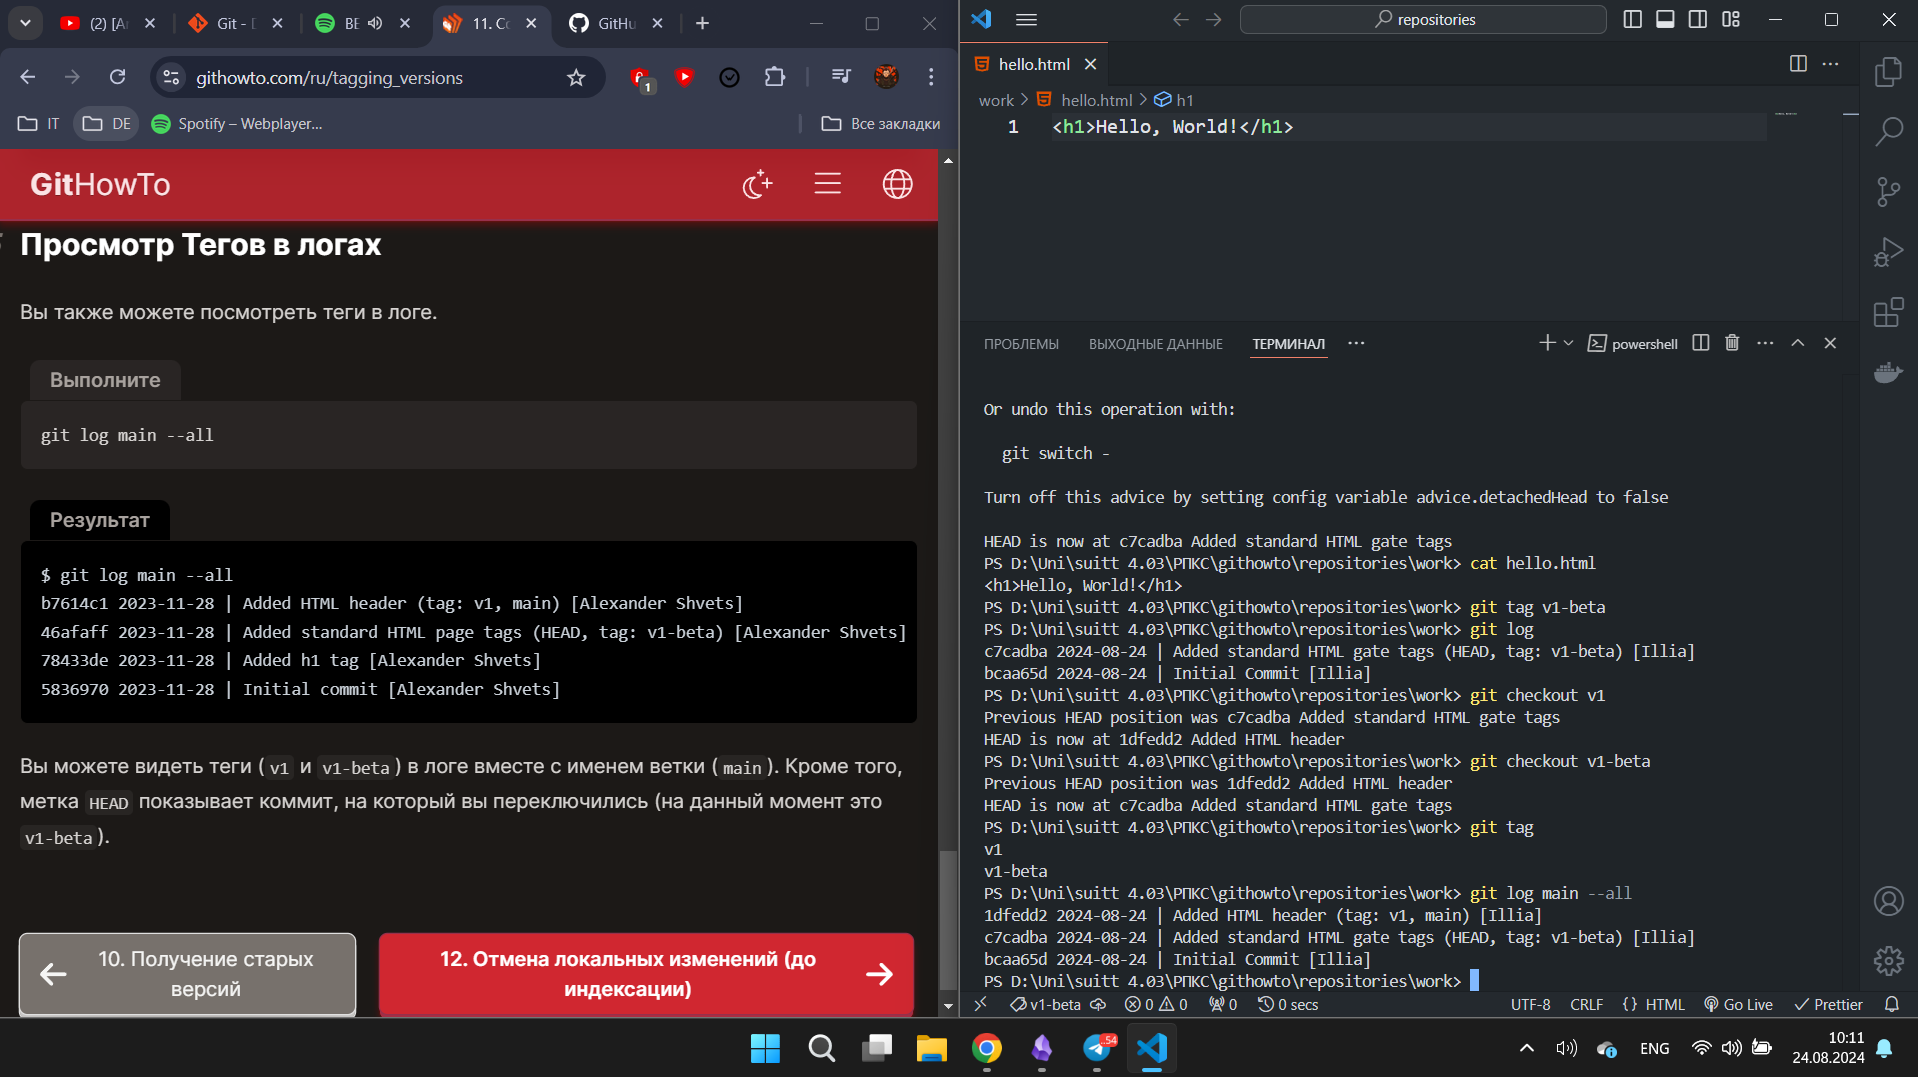 (2) [Aг
Git - D
BE
11. Сс
GitHu
githowto.com/ru/tagging_versions
1
IT
DE
Spotify – Webplayer...
Все закладки
GitHowTo
Просмотр Тегов в логах
Вы также можете посмотреть теги в логе.
Выполните
git log main --all
Результат
$ git log main --all
b7614c1 2023-11-28 | Added HTML header (tag: v1, main) [Alexander Shvets]
46afaff 2023-11-28 | Added standard HTML page tags (HEAD, tag: v1-beta) [Alexander Shvets]
78433de 2023-11-28 | Added h1 tag [Alexander Shvets]
5836970 2023-11-28 | Initial commit [Alexander Shvets]
Вы можете видеть теги ( v1 и v1-beta ) в логе вместе с именем ветки ( main ). Кроме того,
метка HEAD показывает коммит, на который вы переключились (на данный момент это
v1-beta ).
10. Получение старых
версий
12. Отмена локальных изменений (до
индексации)
repositories
hello.html
work > hello.html > h1
1 <h1>Hello, World!</h1>
ПРОБЛЕМЫ
ВЫХОДНЫЕ ДАННЫЕ
ТЕРМИНАЛ
powershell
Or undo this operation with:
git switch -
Turn off this advice by setting config variable advice.detachedHead to false
HEAD is now at c7cadba Added standard HTML gate tags
PS D:\Uni\suitt 4.03\РПКС\githowto\repositories\work> cat hello.html
<h1>Hello, World!</h1>
PS D:\Uni\suitt 4.03\РПКС\githowto\repositories\work> git tag v1-beta
PS D:\Uni\suitt 4.03\РПКС\githowto\repositories\work> git log
c7cadba 2024-08-24 | Added standard HTML gate tags (HEAD, tag: v1-beta) [Illia]
bcaa65d 2024-08-24 | Initial Commit [Illia]
PS D:\Uni\suitt 4.03\РПКС\githowto\repositories\work> git checkout v1
Previous HEAD position was c7cadba Added standard HTML gate tags
HEAD is now at 1dfedd2 Added HTML header
PS D:\Uni\suitt 4.03\РПКС\githowto\repositories\work> git checkout v1-beta
Previous HEAD position was 1dfedd2 Added HTML header
HEAD is now at c7cadba Added standard HTML gate tags
PS D:\Uni\suitt 4.03\РПКС\githowto\repositories\work> git tag
v1
v1-beta
PS D:\Uni\suitt 4.03\РПКС\githowto\repositories\work> git log main --all
1dfedd2 2024-08-24 | Added HTML header (tag: v1, main) [Illia]
c7cadba 2024-08-24 | Added standard HTML gate tags (HEAD, tag: v1-beta) [Illia]
bcaa65d 2024-08-24 | Initial Commit [Illia]
PS D:\Uni\suitt 4.03\РПКС\githowto\repositories\work>
v1-beta
0 0
0
0 secs
UTF-8
CRLF
{} HTML
Go Live
Prettier
54
ENG
10:11
24.08.2024